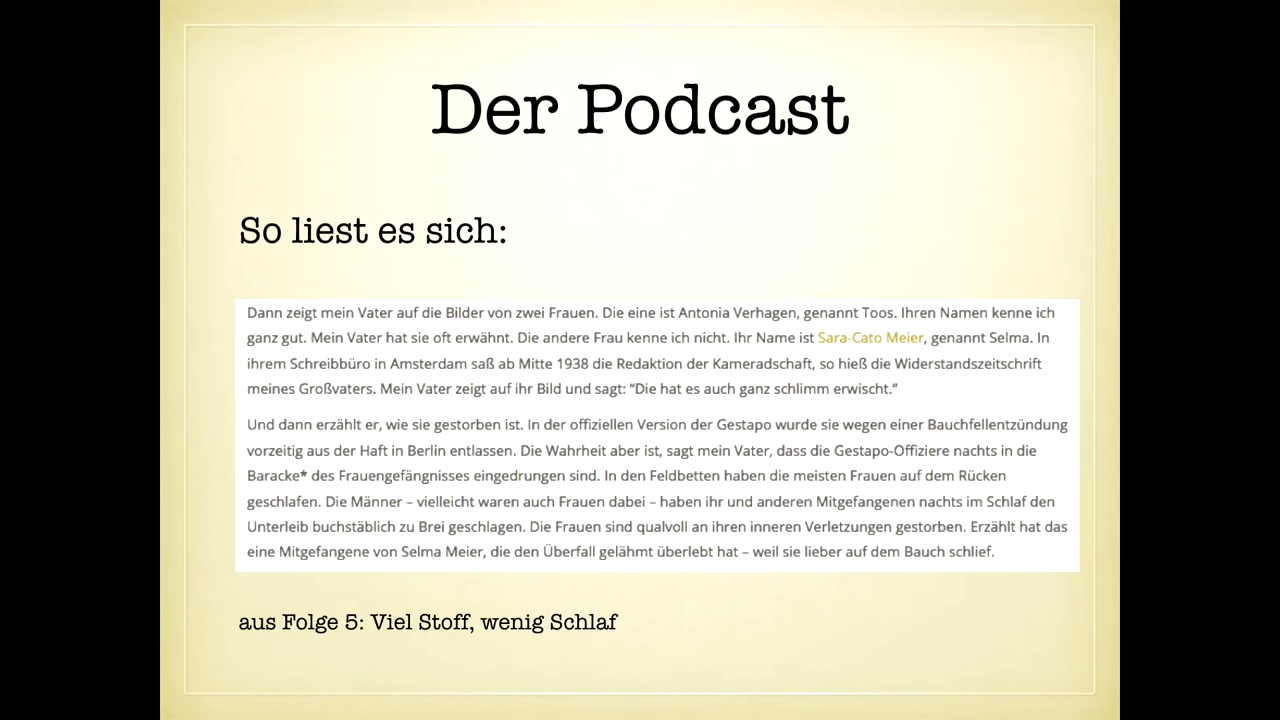 Der Podcast
So liest es sich:
Dann zeigt mein Vater auf die Bilder von zwei Frauen. Die eine ist Antonia Verhagen, genannt Toos. Ihren Namen kenne ich
ganz gut. Mein Vater hat sie oft erwähnt. Die andere Frau kenne ich nicht. Ihr Name ist Sara-Cato Meier, genannt Selma. In
ihrem Schreibbüro in Amsterdam saß ab Mitte 1938 die Redaktion der Kameradschaft, so hieß die Widerstandszeitschrift
meines Großvaters. Mein Vater zeigt auf ihr Bild und sagt: “Die hat es auch ganz schlimm erwischt.”
Und dann erzählt er, wie sie gestorben ist. In der offiziellen Version der Gestapo wurde sie wegen einer Bauchfellentzündung
vorzeitig aus der Haft in Berlin entlassen. Die Wahrheit aber ist, sagt mein Vater, dass die Gestapo-Offiziere nachts in die
Baracke* des Frauengefängnisses eingedrungen sind. In den Feldbetten haben die meisten Frauen auf dem Rücken
geschlafen. Die Männer – vielleicht waren auch Frauen dabei – haben ihr und anderen Mitgefangenen nachts im Schlaf den
Unterleib buchstäblich zu Brei geschlagen. Die Frauen sind qualvoll an ihren inneren Verletzungen gestorben. Erzählt hat das
eine Mitgefangene von Selma Meier, die den Überfall gelähmt überlebt hat – weil sie lieber auf dem Bauch schlief.
aus Folge 5: Viel Stoff, wenig Schlaf